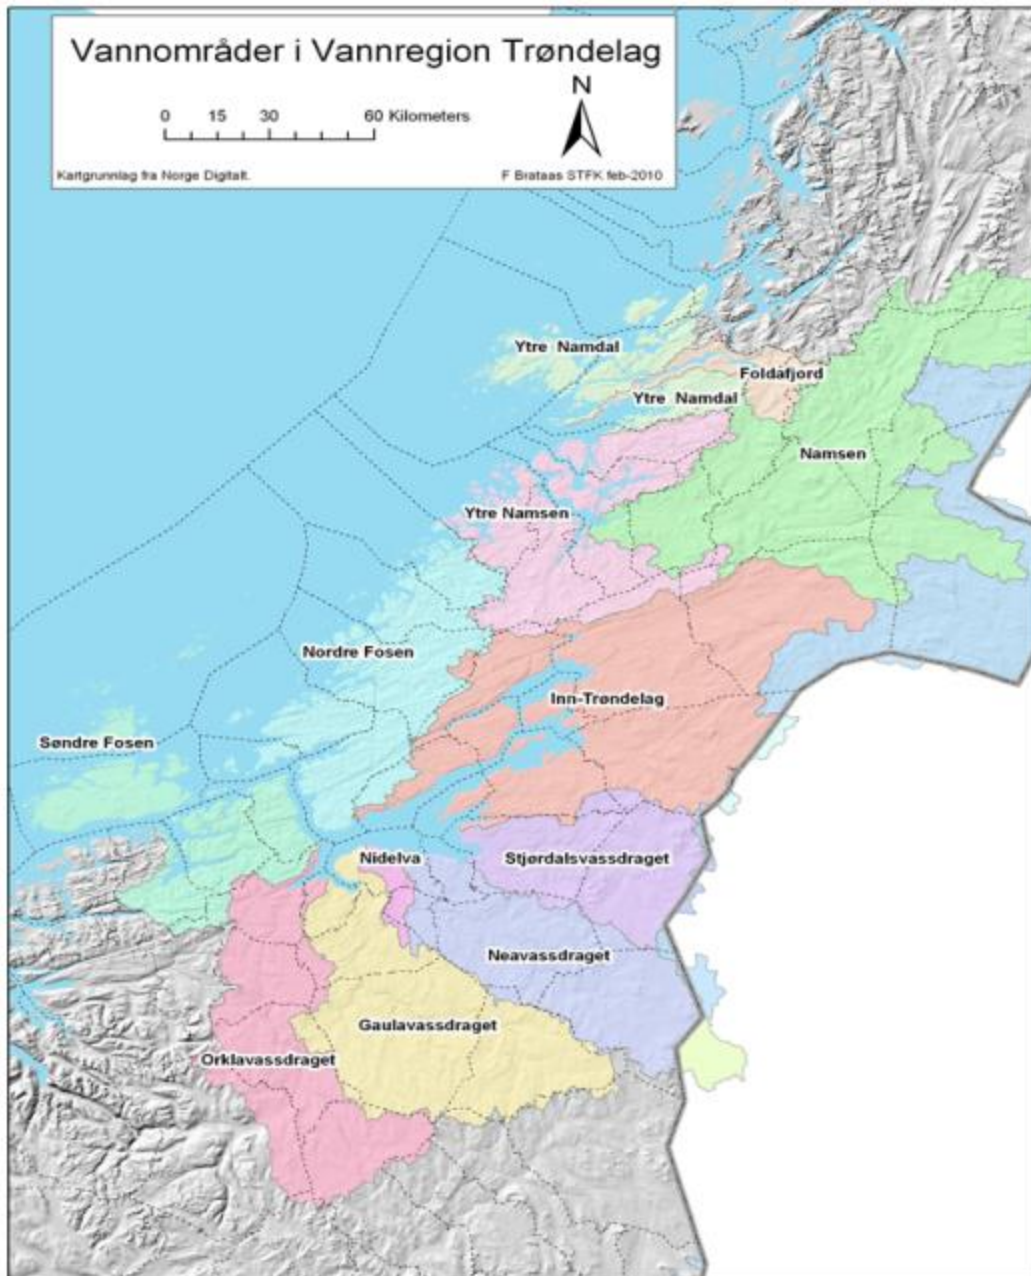 Vannområder i Vannregion Trøndelag
N
0 15 30 60 Kilometers
Kartgrunnlag fra Norge Digitalt.
F Brataas STFK feb-2010
Ytre Namdal
Foldafjord
Ytre Namdal
Namsen
Ytre Namsen
Nordre Fosen
Inn-Trøndelag
Søndre Fosen
Nidelva
Stjørdalsvassdraget
Neavassdraget
Gaulavassdraget
Orklavassdraget